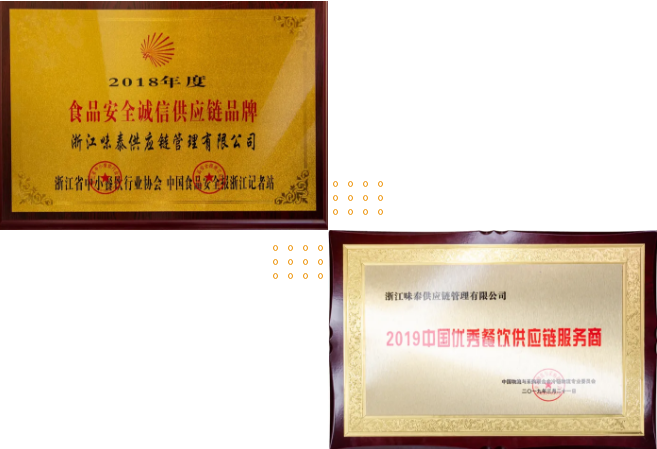 2018年度
食品安全诚信供应链品牌
浙江味泰供应链管理有限公司
浙江省中小餐饮行业协会 中国食品安全报浙江记者站
浙江味泰供应链管理有限公司
2019中国优秀餐饮供应链服务商